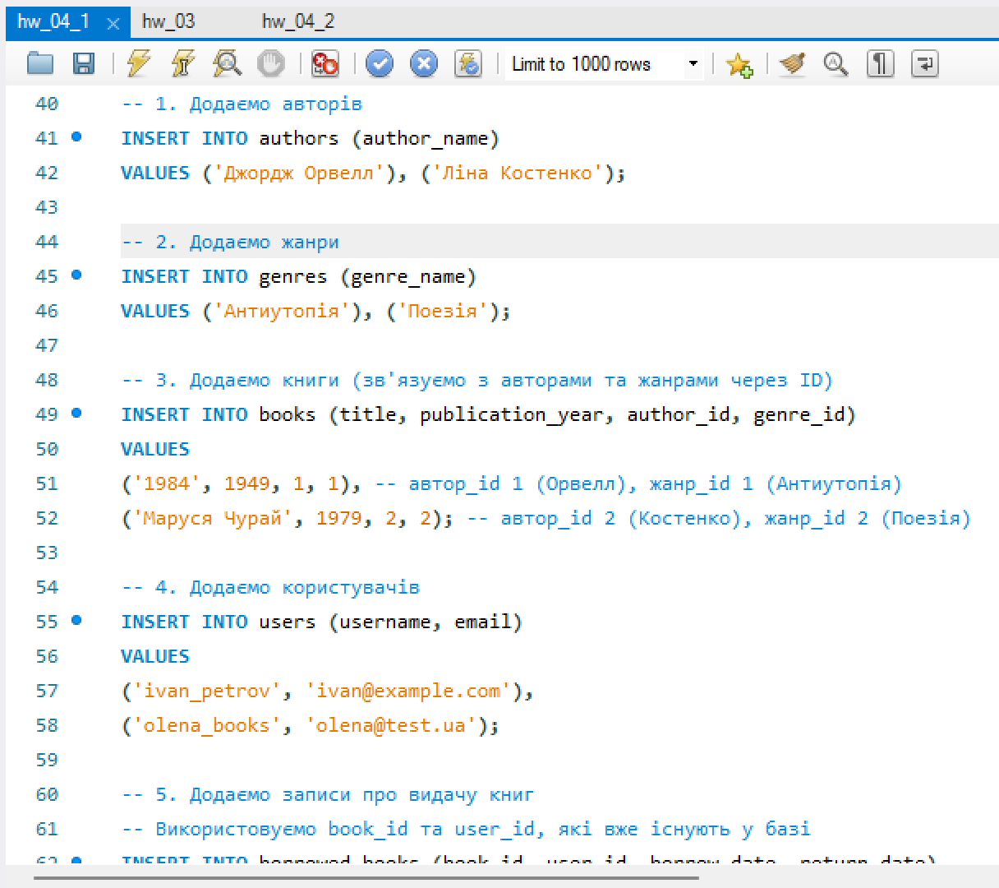 hw_04_1 hw_03 hw_04_2
Limit to 1000 rows
40 -- 1. Додаємо авторів
41 INSERT INTO authors (author_name)
42 VALUES ('Джордж Орвелл'), ('Ліна Костенко');
43
44 -- 2. Додаємо жанри
45 INSERT INTO genres (genre_name)
46 VALUES ('Антиутопія'), ('Поезія');
47
48 -- 3. Додаємо книги (зв'язуємо з авторами та жанрами через ID)
49 INSERT INTO books (title, publication_year, author_id, genre_id)
50 VALUES
51 ('1984', 1949, 1, 1), -- автор_id 1 (Орвелл), жанр_id 1 (Антиутопія)
52 ('Маруся Чурай', 1979, 2, 2); -- автор_id 2 (Костенко), жанр_id 2 (Поезія)
53
54 -- 4. Додаємо користувачів
55 INSERT INTO users (username, email)
56 VALUES
57 ('ivan_petrov', 'ivan@example.com'),
58 ('olena_books', 'olena@test.ua');
59
60 -- 5. Додаємо записи про видачу книг
61 -- Використовуємо book_id та user_id, які вже існують у базі
62 INSERT INTO borrowed_books (book_id, user_id, borrow_date, return_date)